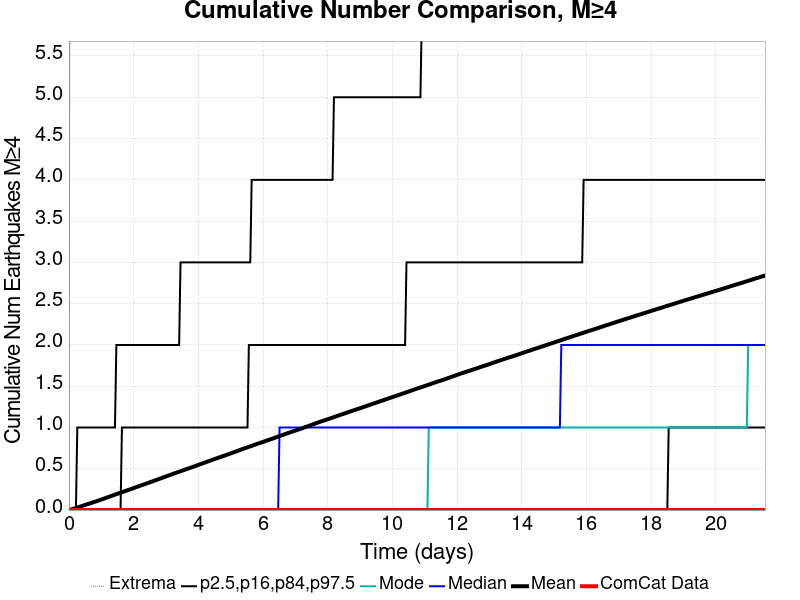 Cumulative Number Comparison, M≥4
Cumulative Num Earthquakes M≥4
5.5
5.0
4.5
4.0
3.5
3.0
2.5
2.0
1.5
1.0
0.5
0.0
0 2 4 6 8 10 12 14 16 18 20
Time (days)
Extrema p2.5,p16,p84,p97.5 Mode Median Mean ComCat Data